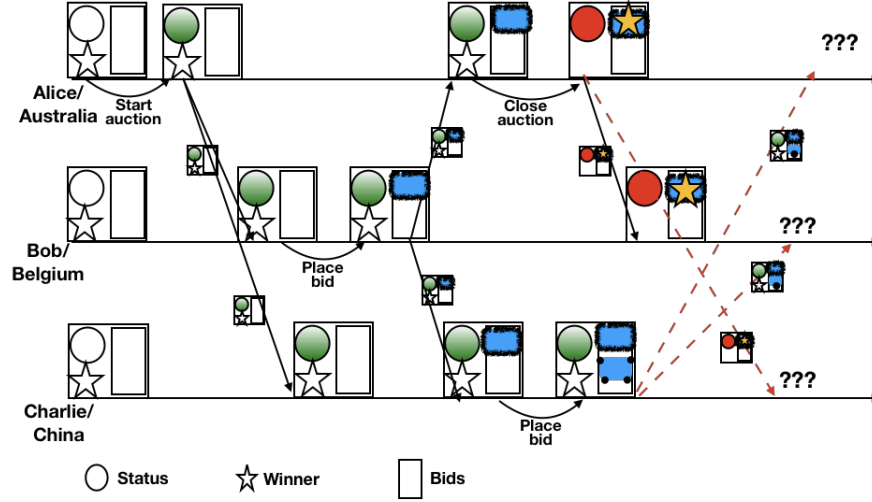 ???
Alice/
Australia
Start
auction
Close
auction
???
Bob/
Belgium
Place
bid
???
Charlie/
China
Place
bid
Status
Winner
Bids